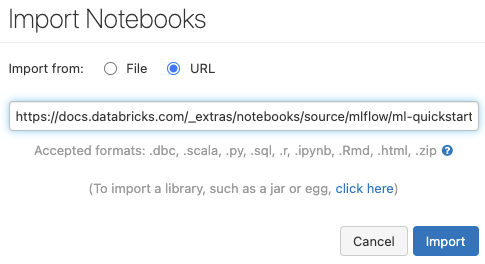 Import Notebooks
Import from: File URL
https://docs.databricks.com/_extras/notebooks/source/mlflow/ml-quickstart
Accepted formats: .dbc, .scala, .py, .sql, .r, .ipynb, .Rmd, .html, .zip ?
(To import a library, such as a jar or egg, click here)
Cancel Import